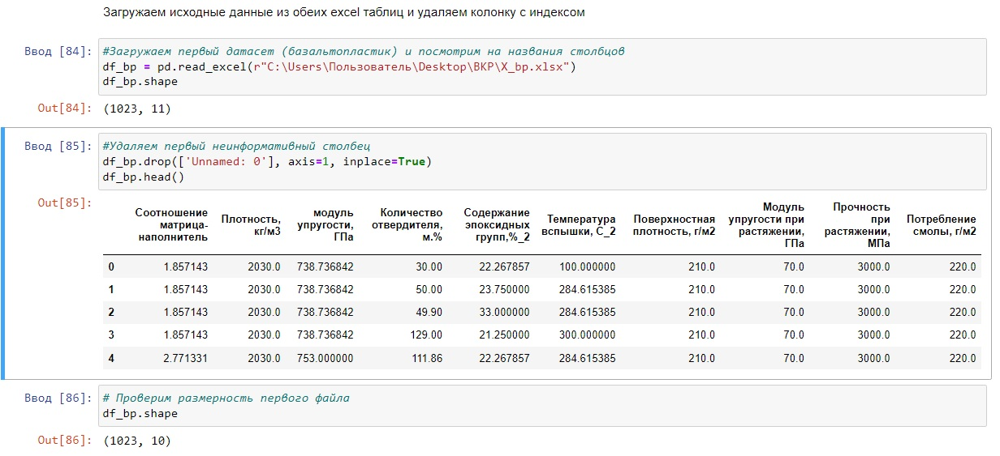 Загружаем исходные данные из обеих excel таблиц и удаляем колонку с индексом
Ввод [84]: #Загружаем первый датасет (базальтопластик) и посмотрим на названия столбцов
df_bp = pd.read_excel(r"C:\Users\Пользователь\Desktop\ВКР\X_bp.xlsx")
df_bp.shape
Out[84]: (1023, 11)
Ввод [85]: #Удаляем первый неинформативный столбец
df_bp.drop(['Unnamed: 0'], axis=1, inplace=True)
df_bp.head()
Out[85]:
Соотношение
матрица-
наполнитель
Плотность,
кг/м3
модуль
упругости,
ГПа
Количество
отвердителя,
м.%
Содержание
эпоксидных
групп,%_2
Температура
вспышки, С_2
Поверхностная
плотность, г/м2
Модуль
упругости при
растяжении,
ГПа
Прочность
при
растяжении,
МПа
Потребление
смолы, г/м2
0 1.857143 2030.0 738.736842 30.00 22.267857 100.000000 210.0 70.0 3000.0 220.0
1 1.857143 2030.0 738.736842 50.00 23.750000 284.615385 210.0 70.0 3000.0 220.0
2 1.857143 2030.0 738.736842 49.90 33.000000 284.615385 210.0 70.0 3000.0 220.0
3 1.857143 2030.0 738.736842 129.00 21.250000 300.000000 210.0 70.0 3000.0 220.0
4 2.771331 2030.0 753.000000 111.86 22.267857 284.615385 210.0 70.0 3000.0 220.0
Ввод [86]: # Проверим размерность первого файла
df_bp.shape
Out[86]: (1023, 10)